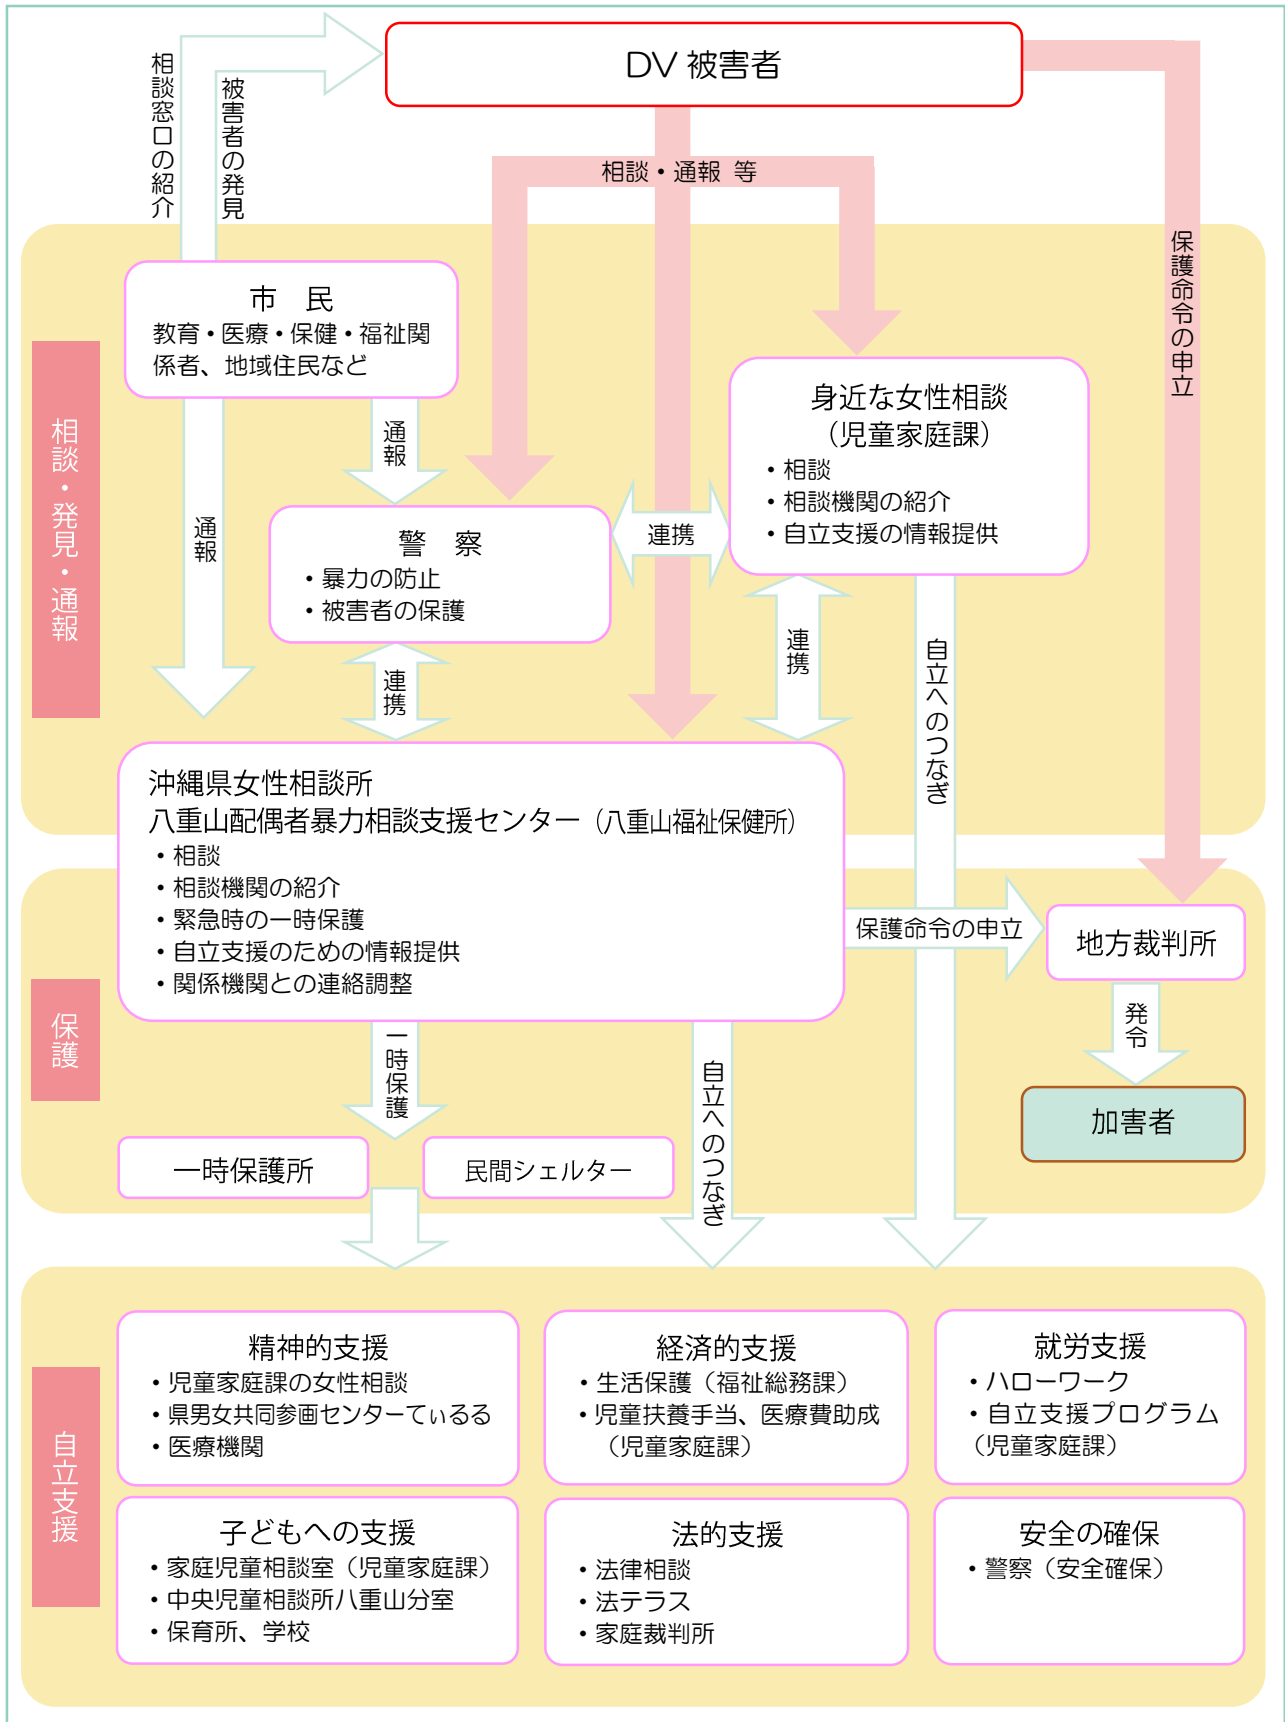 DV 被害者
相談窓口の紹介
被害者の発見
相談・通報 等
保護命令の申立
相談・発見・通報
市　民
教育・医療・保健・福祉関
係者、地域住民など
通報
通報
身近な女性相談
（児童家庭課）
・相談
・相談機関の紹介
・自立支援の情報提供
警　察
・暴力の防止
・被害者の保護
連携
連携
連携
自立へのつなぎ
沖縄県女性相談所
八重山配偶者暴力相談支援センター（八重山福祉保健所）
・相談
・相談機関の紹介
・緊急時の一時保護
・自立支援のための情報提供
・関係機関との連絡調整
保護
保護命令の申立
地方裁判所
発令
加害者
一時保護
自立へのつなぎ
一時保護所
民間シェルター
自立支援
精神的支援
・児童家庭課の女性相談
・県男女共同参画センターてぃるる
・医療機関
経済的支援
・生活保護（福祉総務課）
・児童扶養手当、医療費助成
（児童家庭課）
就労支援
・ハローワーク
・自立支援プログラム
（児童家庭課）
子どもへの支援
・家庭児童相談室（児童家庭課）
・中央児童相談所八重山分室
・保育所、学校
法的支援
・法律相談
・法テラス
・家庭裁判所
安全の確保
・警察（安全確保）